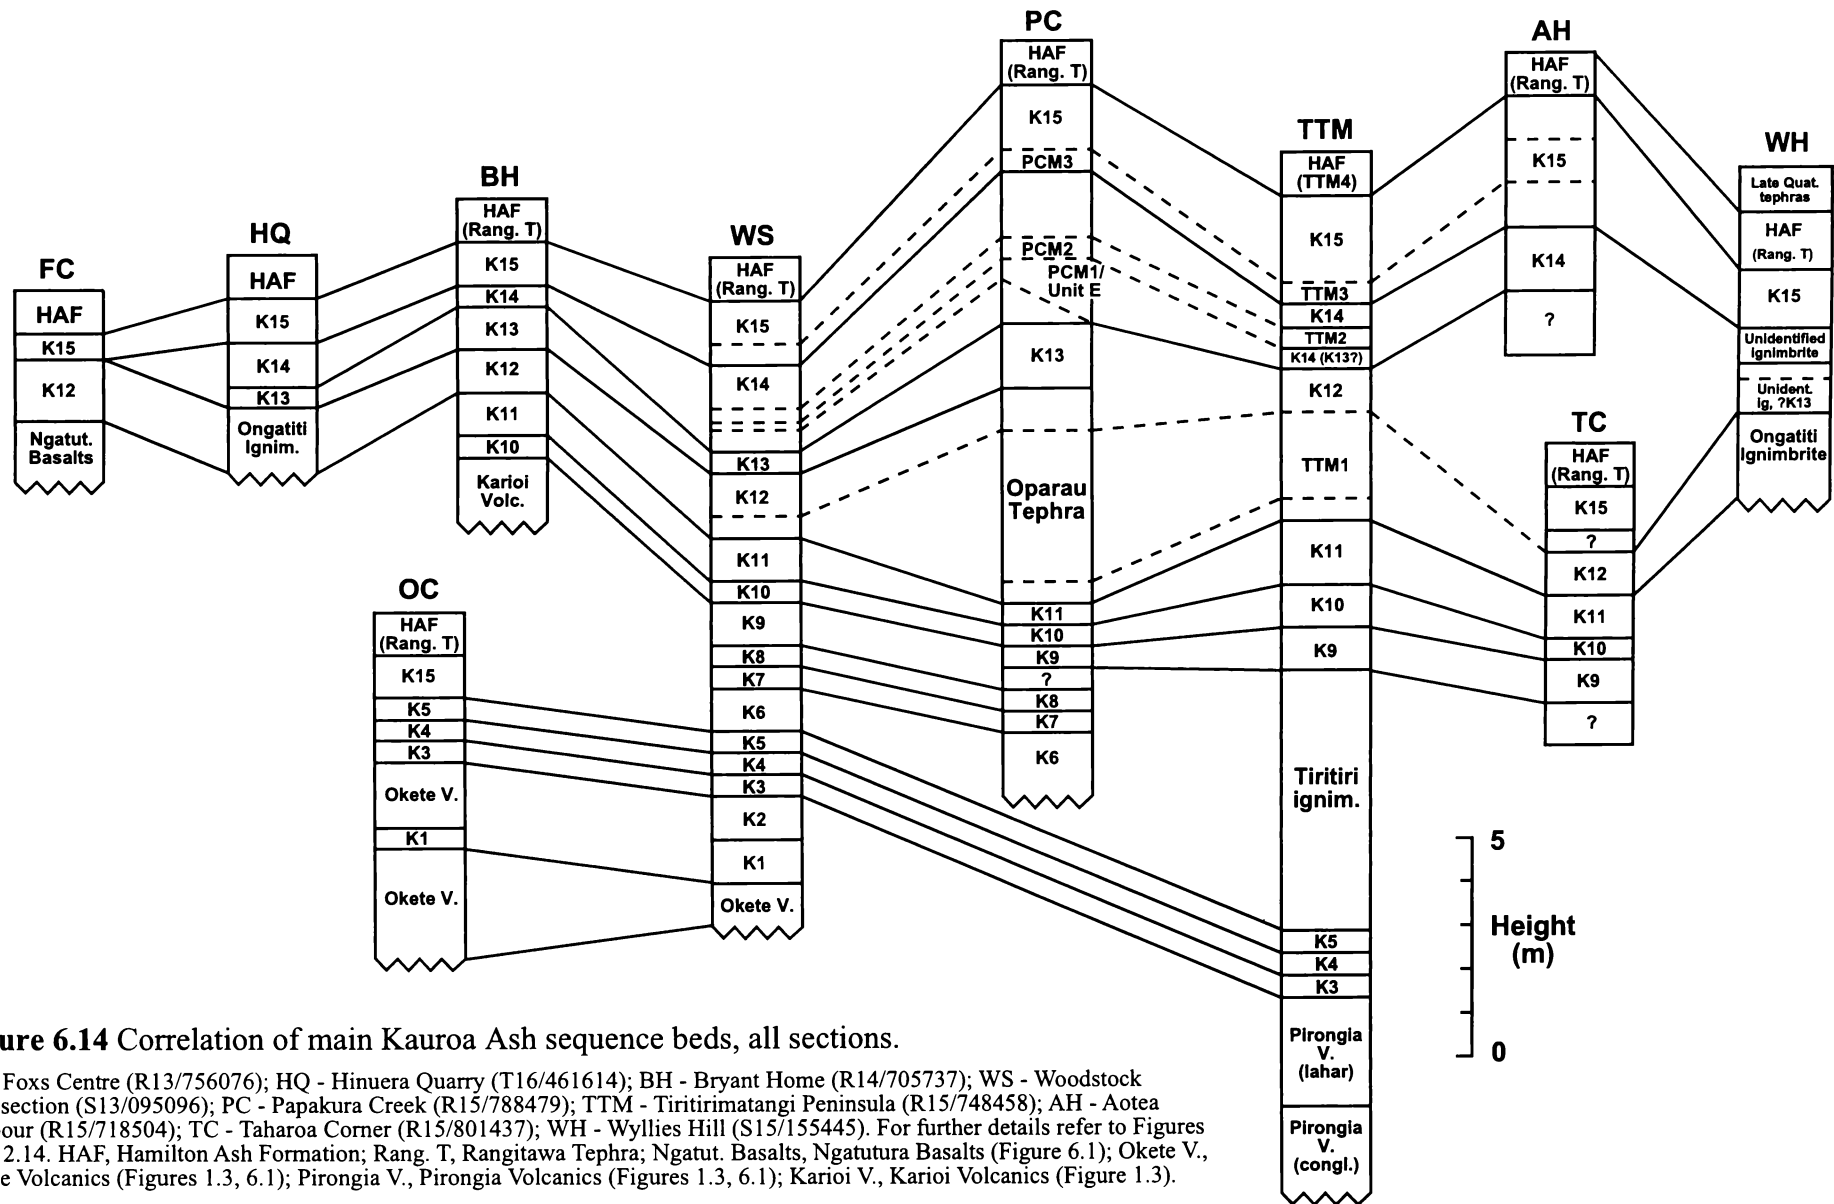 FC
HAF
K15
K12
Ngatut.
Basalts
HQ
HAF
K15
K14
K13
Ongatiti
Ignim.
BH
HAF
(Rang. T)
K15
K14
K13
K12
K11
K10
Karioi
Volc.
OC
HAF
(Rang. T)
K15
K5
K4
K3
Okete V.
K1
Okete V.
WS
HAF
(Rang. T)
K15
K14
K13
K12
K11
K10
K9
K8
K7
K6
K5
K4
K3
K2
K1
Okete V.
PC
HAF
(Rang. T)
K15
PCM3
PCM2
PCM1/
Unit E
K13
Oparau
Tephra
K11
K10
K9
?
K8
K7
K6
TTM
HAF
(TTM4)
K15
TTM3
K14
TTM2
K14 (K13?)
K12
TTM1
K11
K10
K9
Tiritiri
ignim.
K5
K4
K3
Pirongia
V.
(lahar)
Pirongia
V.
(congl.)
AH
HAF
(Rang. T)
K15
K14
?
TC
HAF
(Rang. T)
K15
?
K12
K11
K10
K9
?
WH
Late Quat.
tephras
HAF
(Rang. T)
K15
Unidentified
ignimbrite
Unident.
ig, ?K13
Ongatiti
Ignimbrite
5
Height
(m)
0
ure 6.14 Correlation of main Kauroa Ash sequence beds, all sections.
Foxs Centre (R13/756076); HQ - Hinuera Quarry (T16/461614); BH - Bryant Home (R14/705737); WS - Woodstock
section (S13/095096); PC - Papakura Creek (R15/788479); TTM - Tiritirimatangi Peninsula (R15/748458); AH - Aotea
our (R15/718504); TC - Taharoa Corner (R15/801437); WH - Wyllies Hill (S15/155445). For further details refer to Figures
2.14. HAF, Hamilton Ash Formation; Rang. T, Rangitawa Tephra; Ngatut. Basalts, Ngatutura Basalts (Figure 6.1); Okete V.,
e Volcanics (Figures 1.3, 6.1); Pirongia V., Pirongia Volcanics (Figures 1.3, 6.1); Karioi V., Karioi Volcanics (Figure 1.3).